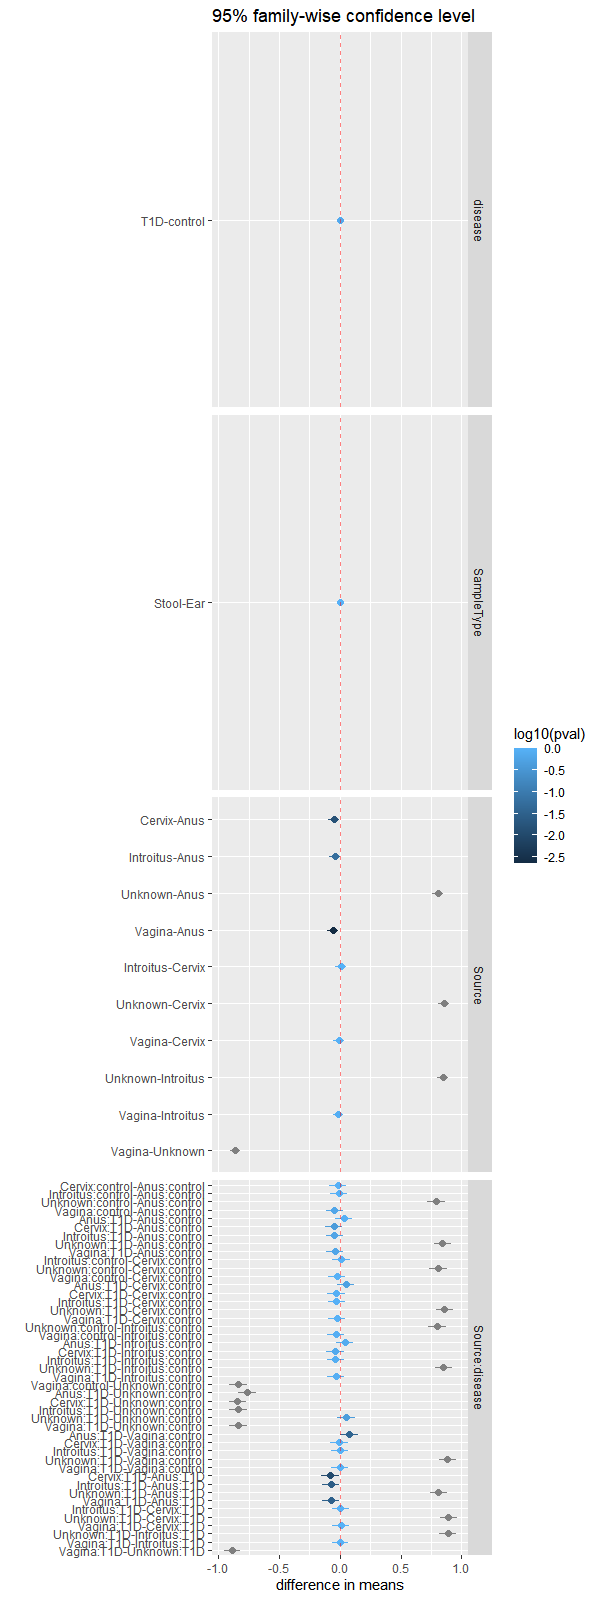 95% family-wise confidence level
T1D-control
disease
Stool-Ear
SampleType
log10(pval)
0.0
-0.5
-1.0
-1.5
-2.0
-2.5
Cervix-Anus
Introitus-Anus
Unknown-Anus
Vagina-Anus
Introitus-Cervix
Unknown-Cervix
Vagina-Cervix
Unknown-Introitus
Vagina-Introitus
Vagina-Unknown
Source
Cervix:control-Anus:control
Introitus:control-Anus:control
Unknown:control-Anus:control
Vagina:control-Anus:control
Anus:T1D-Anus:control
Cervix:T1D-Anus:control
Introitus:T1D-Anus:control
Unknown:T1D-Anus:control
Vagina:T1D-Anus:control
Introitus:control-Cervix:control
Unknown:control-Cervix:control
Vagina:control-Cervix:control
Anus:T1D-Cervix:control
Cervix:T1D-Cervix:control
Introitus:T1D-Cervix:control
Unknown:T1D-Cervix:control
Vagina:T1D-Cervix:control
Unknown:control-Introitus:control
Vagina:control-Introitus:control
Anus:T1D-Introitus:control
Cervix:T1D-Introitus:control
Introitus:T1D-Introitus:control
Unknown:T1D-Introitus:control
Vagina:T1D-Introitus:control
Vagina:control-Unknown:control
Anus:T1D-Unknown:control
Cervix:T1D-Unknown:control
Introitus:T1D-Unknown:control
Unknown:T1D-Unknown:control
Vagina:T1D-Unknown:control
Anus:T1D-Vagina:control
Cervix:T1D-Vagina:control
Introitus:T1D-Vagina:control
Unknown:T1D-Vagina:control
Vagina:T1D-Vagina:control
Cervix:T1D-Anus:T1D
Introitus:T1D-Anus:T1D
Unknown:T1D-Anus:T1D
Vagina:T1D-Anus:T1D
Introitus:T1D-Cervix:T1D
Unknown:T1D-Cervix:T1D
Vagina:T1D-Cervix:T1D
Unknown:T1D-Introitus:T1D
Vagina:T1D-Introitus:T1D
Vagina:T1D-Unknown:T1D
Source:disease
-1.0
-0.5
0.0
0.5
1.0
difference in means